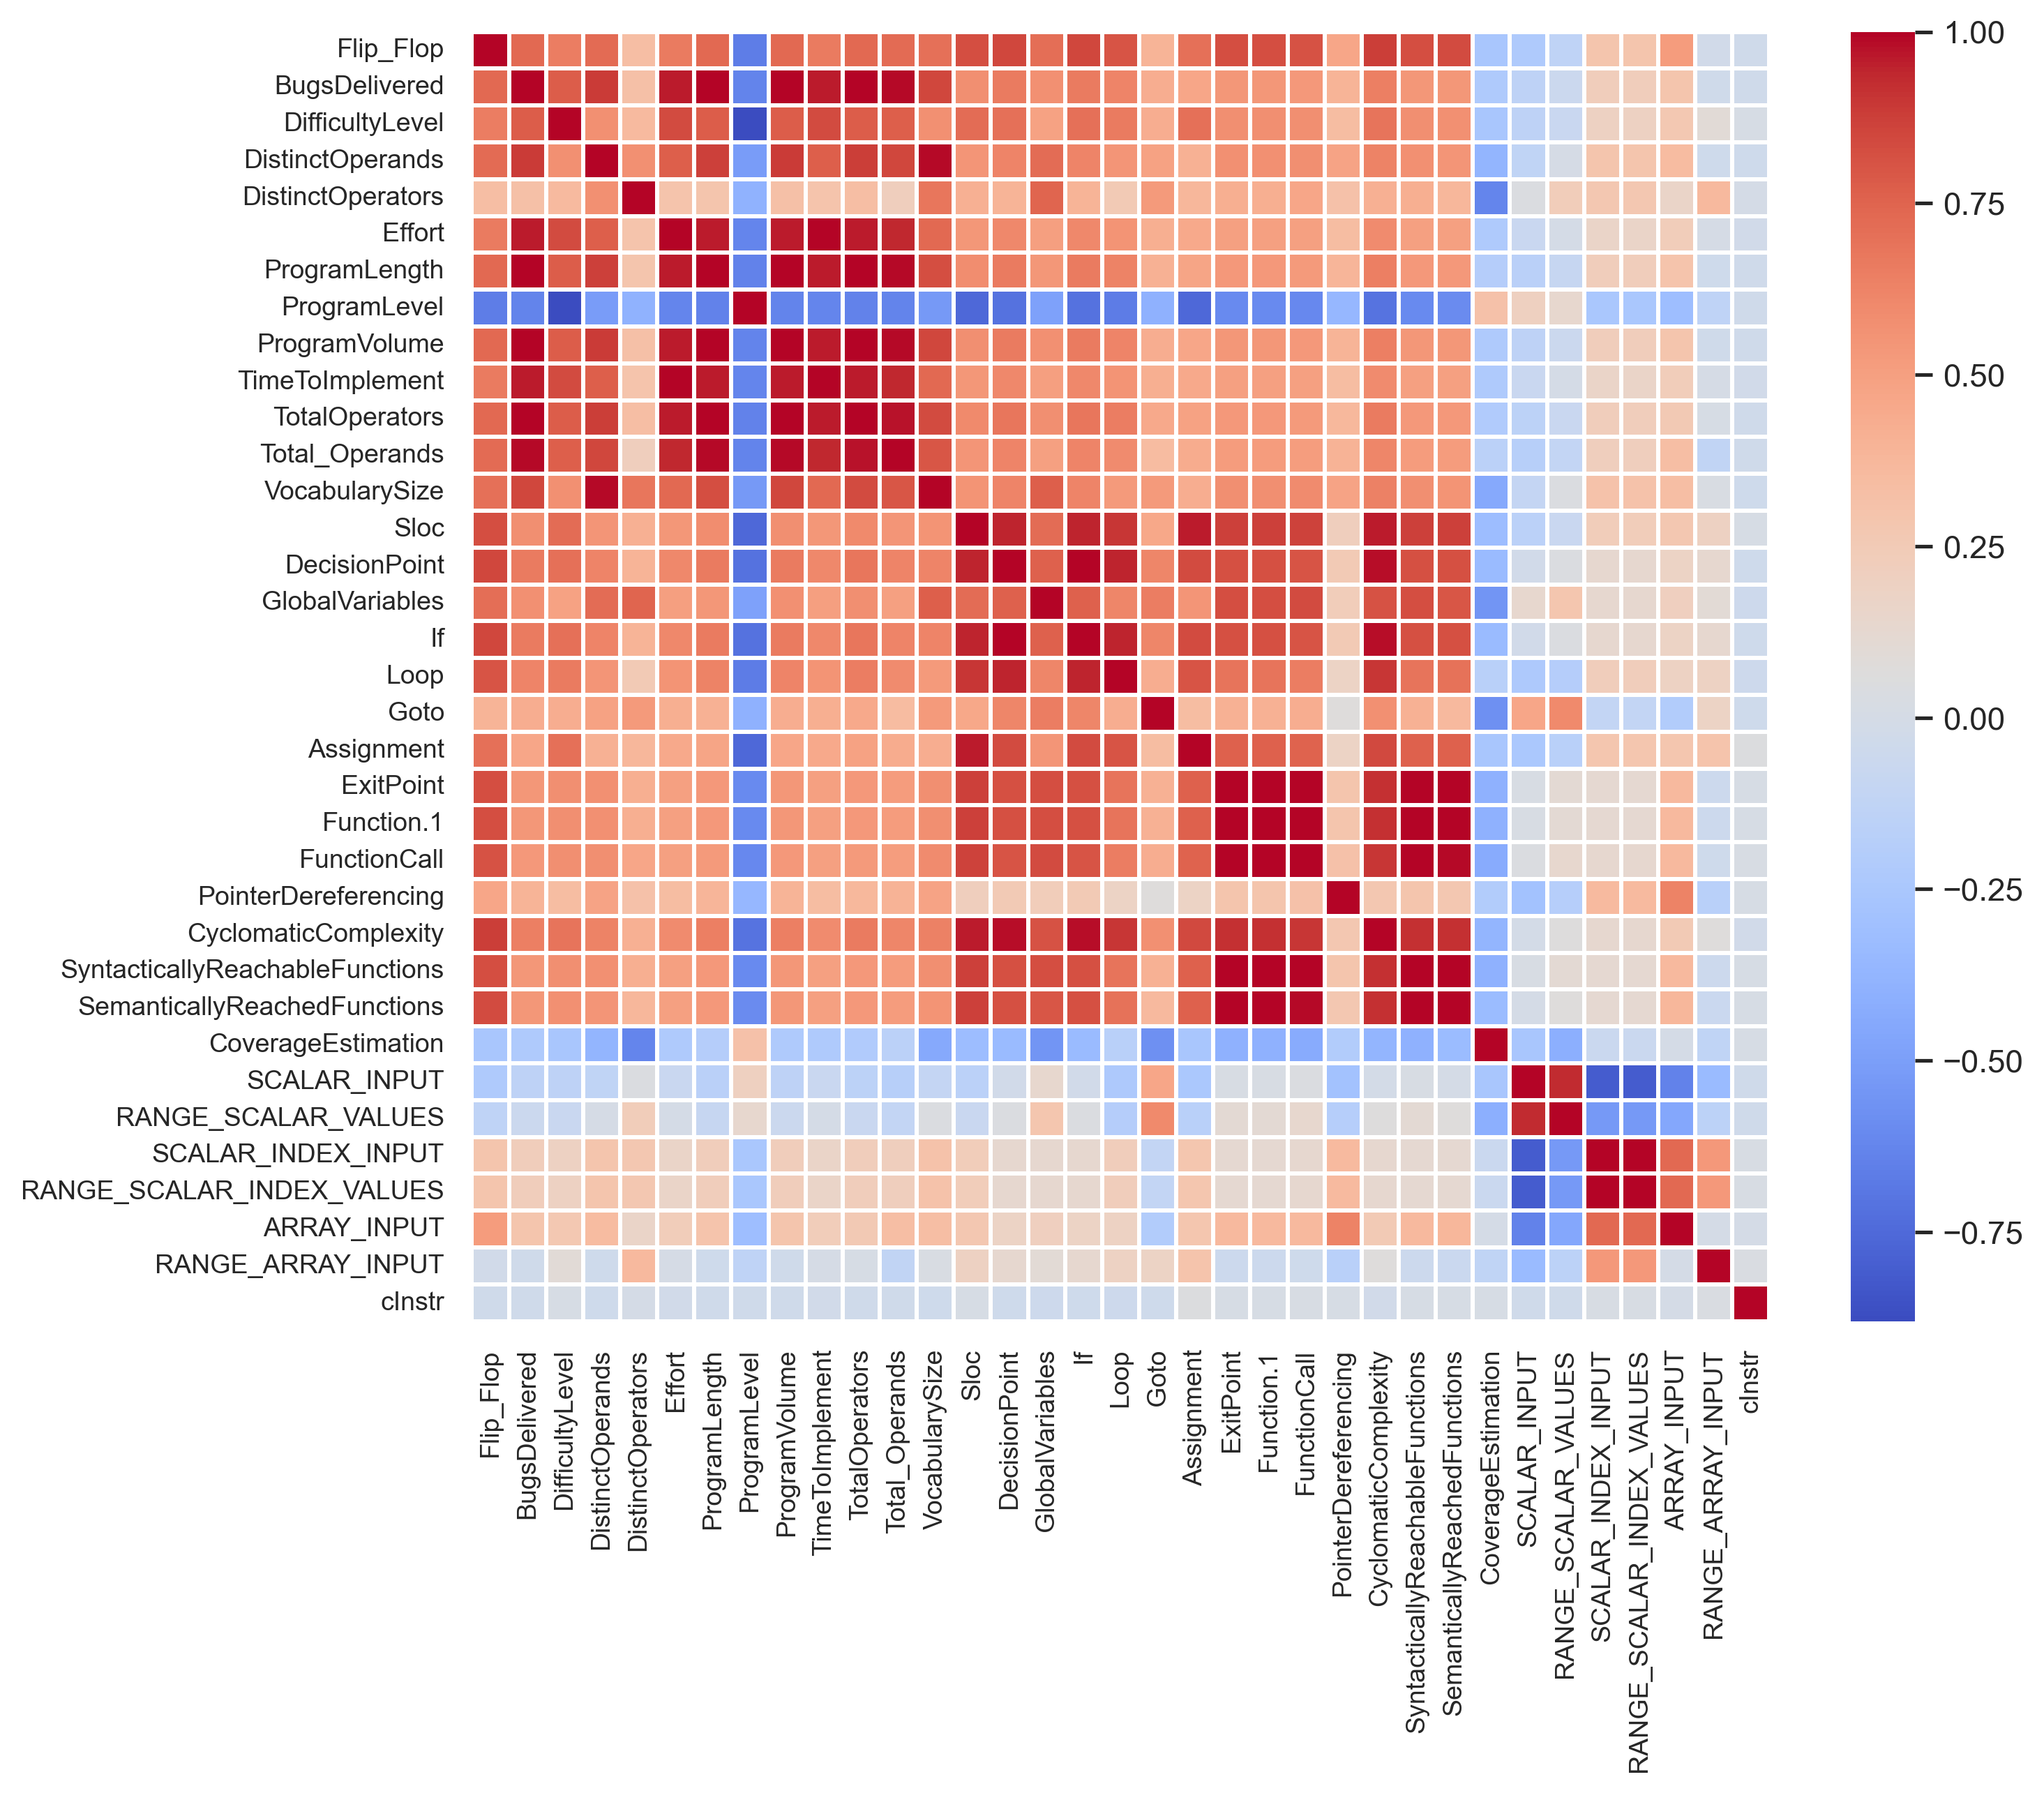 Flip_Flop
BugsDelivered
DifficultyLevel
DistinctOperands
DistinctOperators
Effort
ProgramLength
ProgramLevel
ProgramVolume
TimeToImplement
TotalOperators
Total_Operands
VocabularySize
Sloc
DecisionPoint
GlobalVariables
If
Loop
Goto
Assignment
ExitPoint
Function.1
FunctionCall
PointerDereferencing
CyclomaticComplexity
SyntacticallyReachableFunctions
SemanticallyReachedFunctions
CoverageEstimation
SCALAR_INPUT
RANGE_SCALAR_VALUES
SCALAR_INDEX_INPUT
RANGE_SCALAR_INDEX_VALUES
ARRAY_INPUT
RANGE_ARRAY_INPUT
cInstr
Flip_Flop
BugsDelivered
DifficultyLevel
DistinctOperands
DistinctOperators
Effort
ProgramLength
ProgramLevel
ProgramVolume
TimeToImplement
TotalOperators
Total_Operands
VocabularySize
Sloc
DecisionPoint
GlobalVariables
If
Loop
Goto
Assignment
ExitPoint
Function.1
FunctionCall
PointerDereferencing
CyclomaticComplexity
SyntacticallyReachableFunctions
SemanticallyReachedFunctions
CoverageEstimation
SCALAR_INPUT
RANGE_SCALAR_VALUES
SCALAR_INDEX_INPUT
RANGE_SCALAR_INDEX_VALUES
ARRAY_INPUT
RANGE_ARRAY_INPUT
cInstr
1.00
0.75
0.50
0.25
0.00
−0.25
−0.50
−0.75